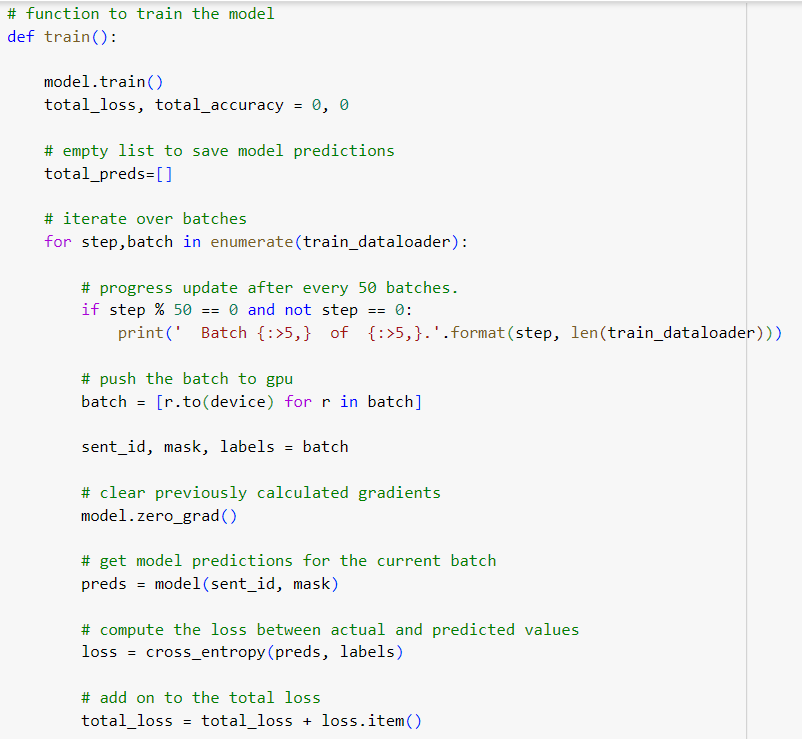 # function to train the model
def train():
    model.train()
    total_loss, total_accuracy = 0, 0
    # empty list to save model predictions
    total_preds=[]
    # iterate over batches
    for step,batch in enumerate(train_dataloader):
        # progress update after every 50 batches.
        if step % 50 == 0 and not step == 0:
            print('  Batch {:>5,}  of  {:>5,}.'.format(step, len(train_dataloader)))
        # push the batch to gpu
        batch = [r.to(device) for r in batch]
        sent_id, mask, labels = batch
        # clear previously calculated gradients
        model.zero_grad()
        # get model predictions for the current batch
        preds = model(sent_id, mask)
        # compute the loss between actual and predicted values
        loss = cross_entropy(preds, labels)
        # add on to the total loss
        total_loss = total_loss + loss.item()